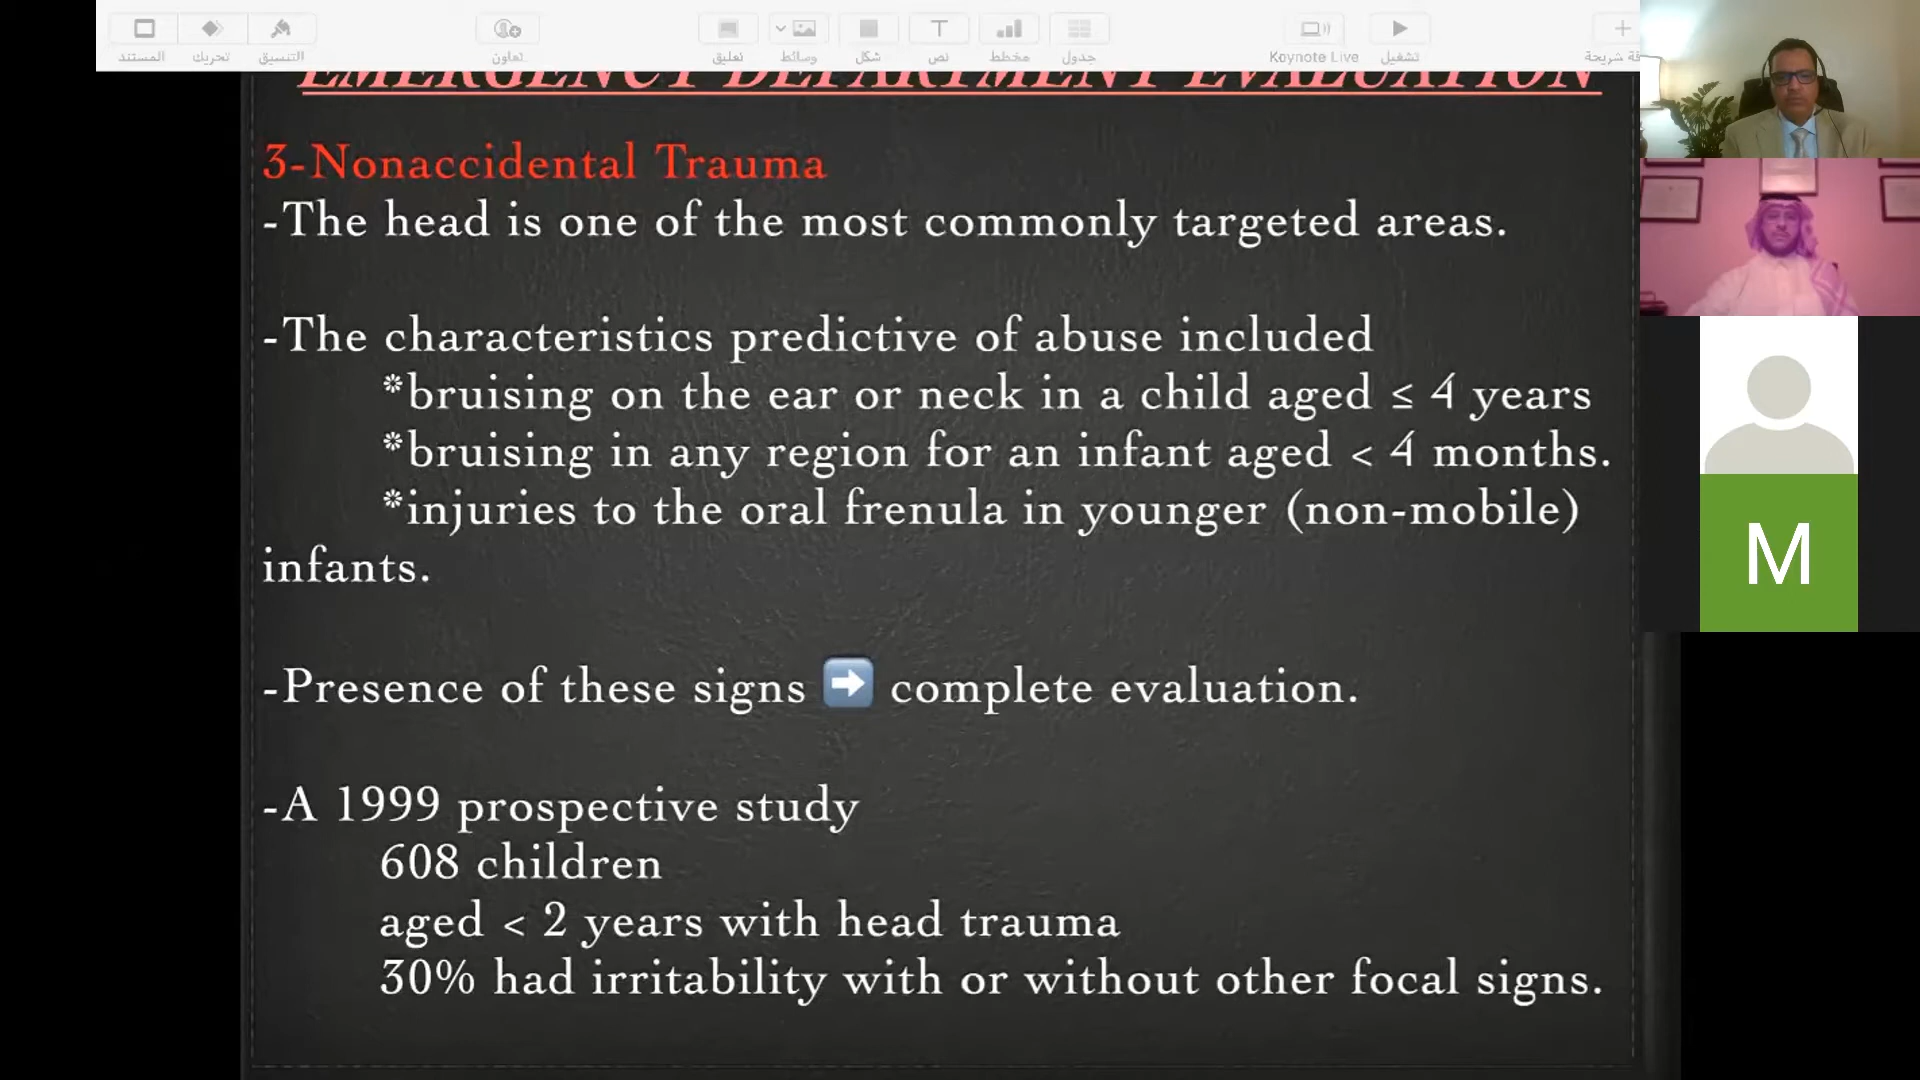 المستند
تحريك
التنسيق
تعاون
تعليق
وسائط
شكل
نص
مخطط
جدول
Keynote Live
تشغيل
شريحة
EMERGENCY DEPARTMENT EVALUATION
3-Nonaccidental Trauma
-The head is one of the most commonly targeted areas.
-The characteristics predictive of abuse included
*bruising on the ear or neck in a child aged ≤ 4 years
*bruising in any region for an infant aged < 4 months.
*injuries to the oral frenula in younger (non-mobile)
infants.
-Presence of these signs ➡ complete evaluation.
-A 1999 prospective study
608 children
aged < 2 years with head trauma
30% had irritability with or without other focal signs.
M